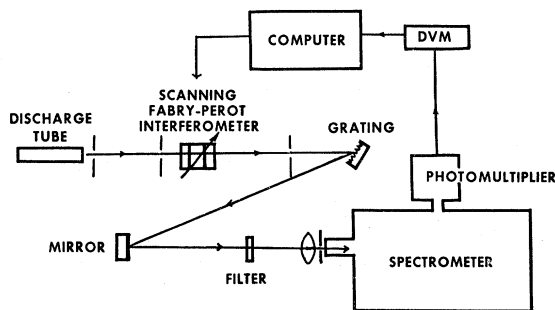 COMPUTER
DVM
SCANNING
FABRY-PEROT
INTERFEROMETER
DISCHARGE
TUBE
GRATING
PHOTOMULTIPLIER
MIRROR
FILTER
SPECTROMETER